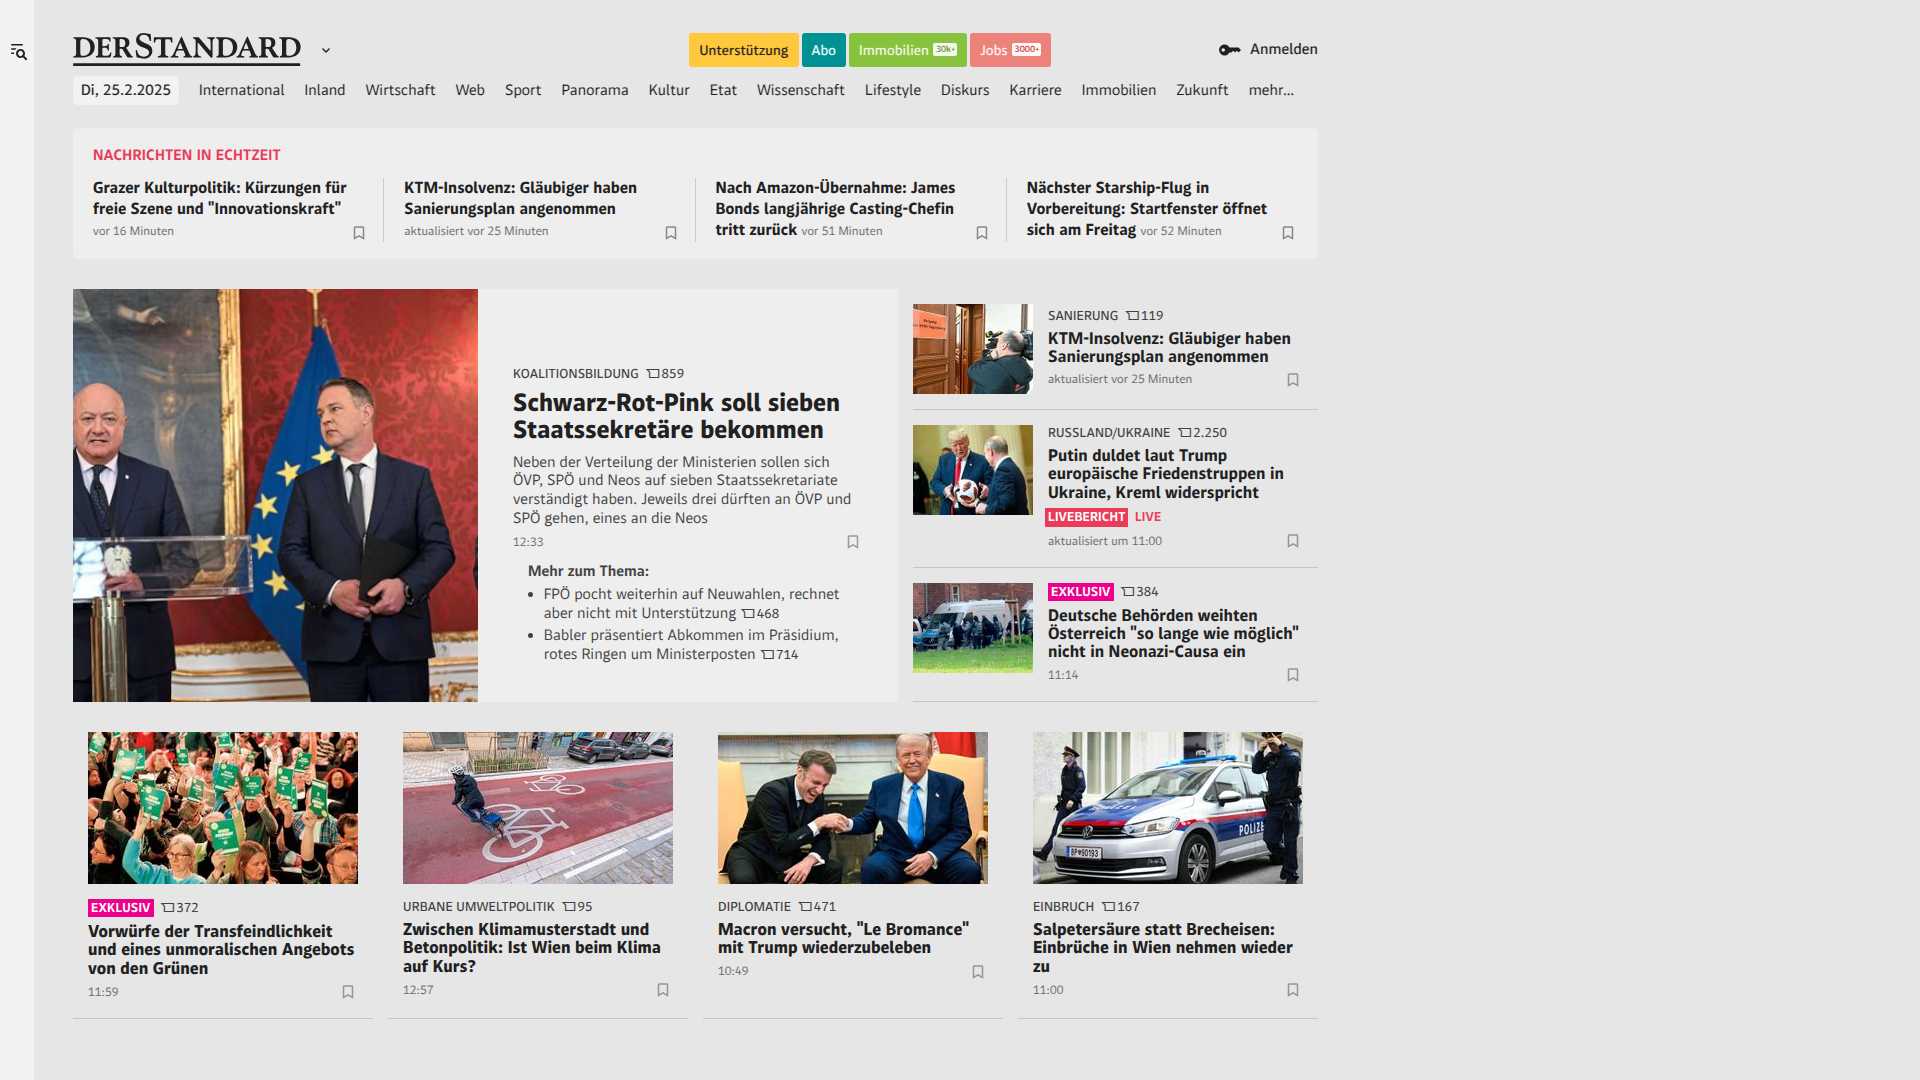 DERSTANDARD
Unterstützung
Abo
Immobilien 30k+
Jobs 3000+
Anmelden
Di, 25.2.2025
International
Inland
Wirtschaft
Web
Sport
Panorama
Kultur
Etat
Wissenschaft
Lifestyle
Diskurs
Karriere
Immobilien
Zukunft
mehr...
NACHRICHTEN IN ECHTZEIT
Grazer Kulturpolitik: Kürzungen für
freie Szene und "Innovationskraft"
vor 16 Minuten
KTM-Insolvenz: Gläubiger haben
Sanierungsplan angenommen
aktualisiert vor 25 Minuten
Nach Amazon-Übernahme: James
Bonds langjährige Casting-Chefin
tritt zurück vor 51 Minuten
Nächster Starship-Flug in
Vorbereitung: Startfenster öffnet
sich am Freitag vor 52 Minuten
KOALITIONSBILDUNG 859
Schwarz-Rot-Pink soll sieben
Staatssekretäre bekommen
Neben der Verteilung der Ministerien sollen sich
ÖVP, SPÖ und Neos auf sieben Staatssekretariate
verständigt haben. Jeweils drei dürften an ÖVP und
SPÖ gehen, eines an die Neos
12:33
Mehr zum Thema:
• FPÖ pocht weiterhin auf Neuwahlen, rechnet
aber nicht mit Unterstützung 468
• Babler präsentiert Abkommen im Präsidium,
rotes Ringen um Ministerposten 714
SANIERUNG 119
KTM-Insolvenz: Gläubiger haben
Sanierungsplan angenommen
aktualisiert vor 25 Minuten
RUSSLAND/UKRAINE 2.250
Putin duldet laut Trump
europäische Friedenstruppen in
Ukraine, Kreml widerspricht
LIVEBERICHT LIVE
aktualisiert um 11:00
EXKLUSIV 384
Deutsche Behörden weihten
Österreich "so lange wie möglich"
nicht in Neonazi-Causa ein
11:14
EXKLUSIV 372
Vorwürfe der Transfeindlichkeit
und eines unmoralischen Angebots
von den Grünen
11:59
URBANE UMWELTPOLITIK 95
Zwischen Klimamusterstadt und
Betonpolitik: Ist Wien beim Klima
auf Kurs?
12:57
DIPLOMATIE 471
Macron versucht, "Le Bromance"
mit Trump wiederzubeleben
10:49
POLIZEI
BP 90193
EINBRUCH 167
Salpetersäure statt Brecheisen:
Einbrüche in Wien nehmen wieder
zu
11:00